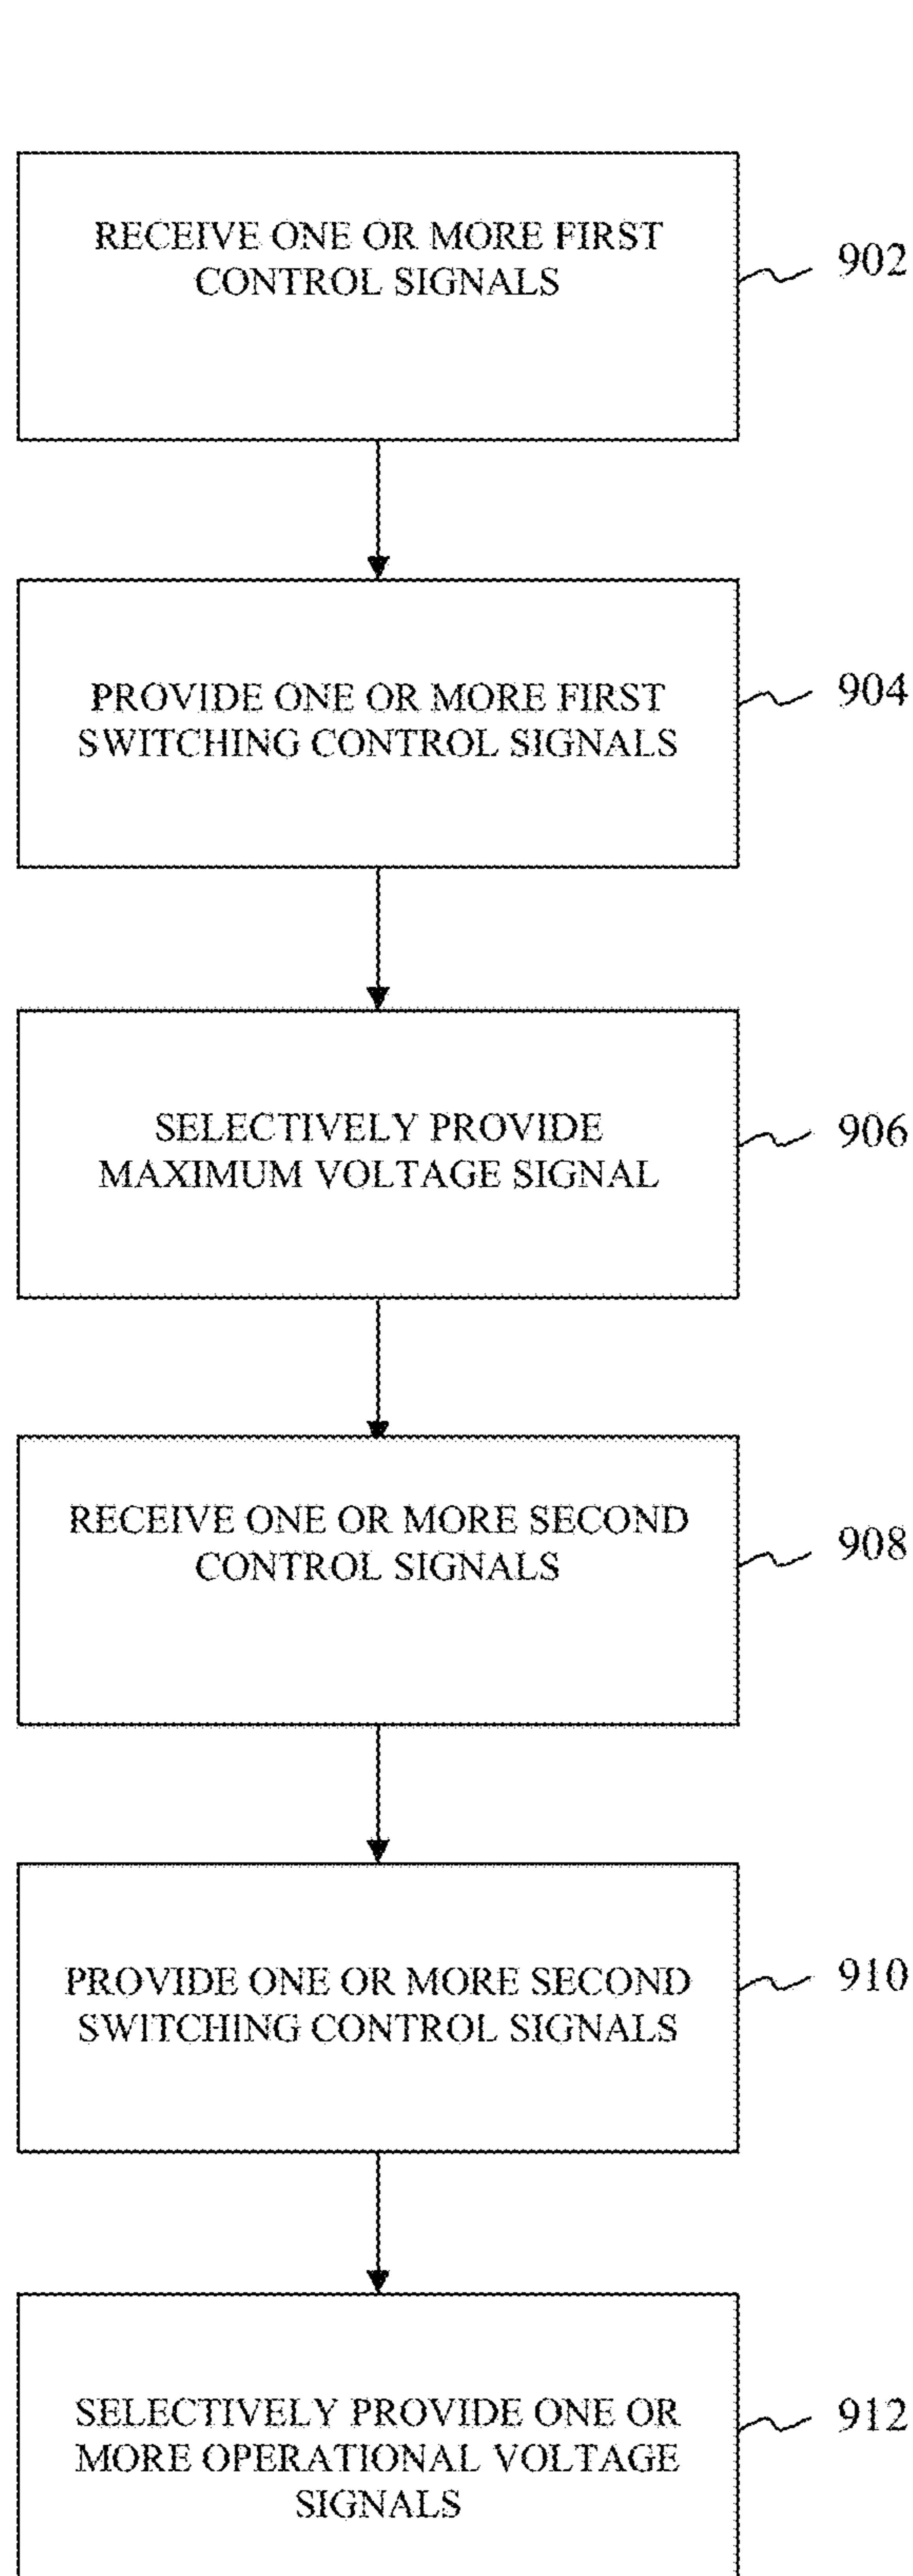 RECEIVE ONE OR MORE FIRST
CONTROL SIGNALS
902
PROVIDE ONE OR MORE FIRST
SWITCHING CONTROL SIGNALS
904
SELECTIVELY PROVIDE
MAXIMUM VOLTAGE SIGNAL
906
RECEIVE ONE OR MORE SECOND
CONTROL SIGNALS
908
PROVIDE ONE OR MORE SECOND
SWITCHING CONTROL SIGNALS
910
SELECTIVELY PROVIDE ONE OR
MORE OPERATIONAL VOLTAGE
SIGNALS
912